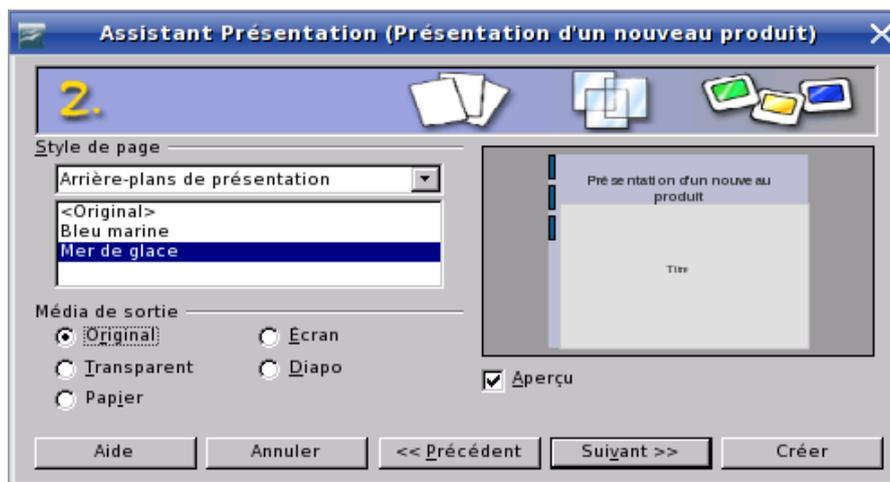 Assistant Présentation (Présentation d'un nouveau produit)
2.
Style de page
Arrière-plans de présentation
<Original>
Bleu marine
Mer de glace
Présentation d'un nouveau
produit
Titre
Média de sortie
Original
Écran
Transparent
Diapo
Papier
Aperçu
Aide
Annuler
<< Précédent
Suivant >>
Créer